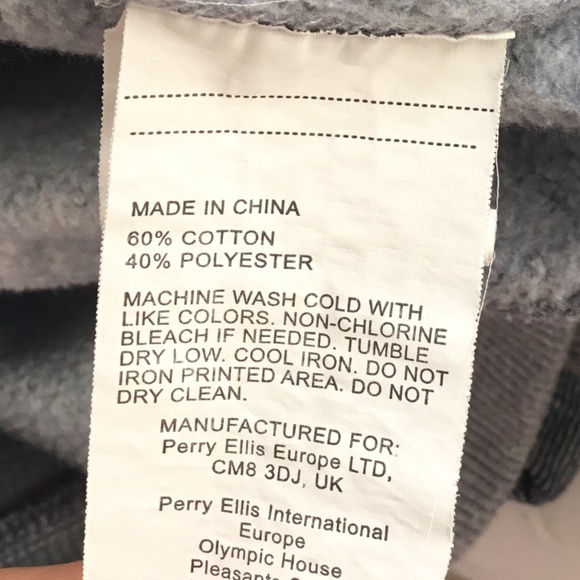 MADE IN CHINA
60% COTTON
40% POLYESTER
MACHINE WASH COLD WITH
LIKE COLORS. NON-CHLORINE
BLEACH IF NEEDED. TUMBLE
DRY LOW. COOL IRON. DO NOT
IRON PRINTED AREA. DO NOT
DRY CLEAN.
MANUFACTURED FOR:
Perry Ellis Europe LTD,
CM8 3DJ, UK
Perry Ellis International
Europe
Olympic House